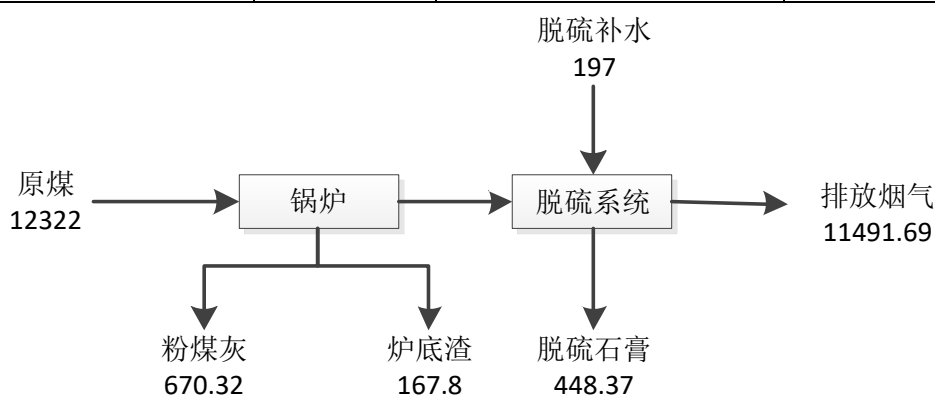 脱硫补水
197
原煤
12322
锅炉
脱硫系统
排放烟气
11491.69
粉煤灰
670.32
炉底渣
167.8
脱硫石膏
448.37